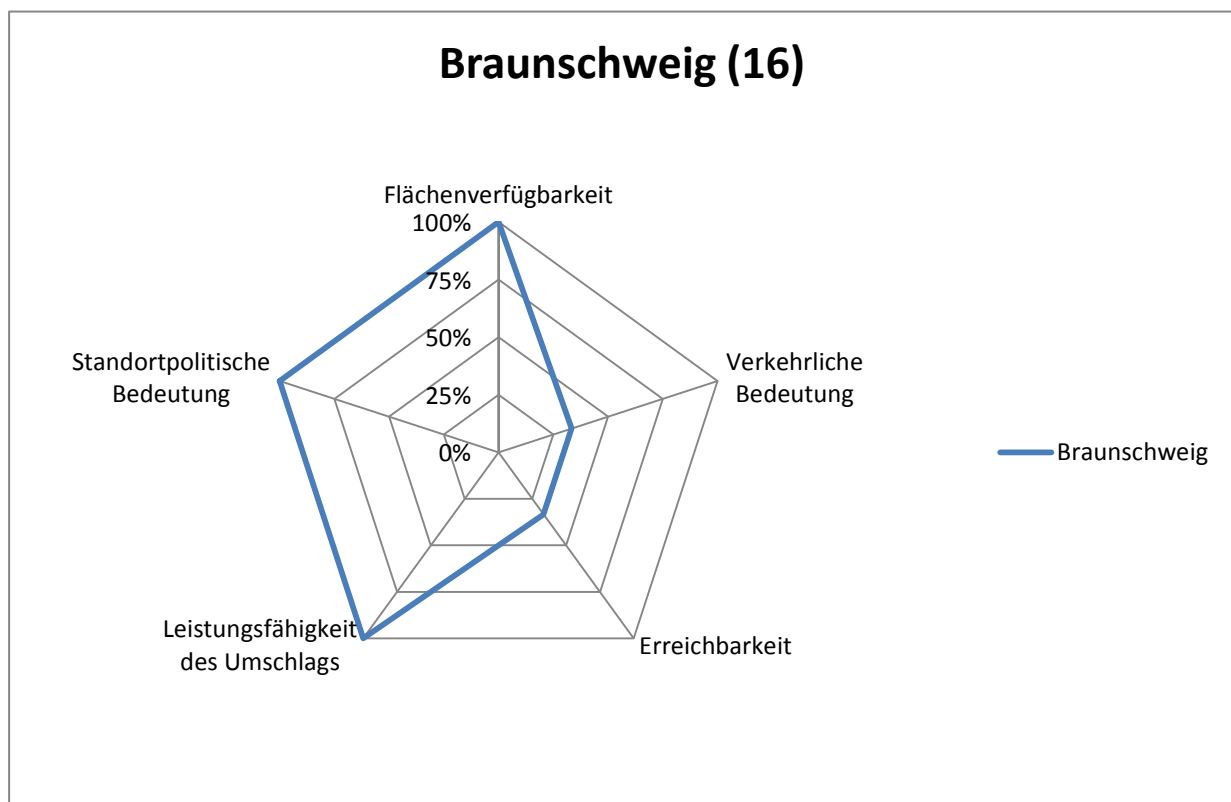 Braunschweig (16)
Flächenverfügbarkeit
100%
75%
50%
25%
0%
Verkehrliche
Bedeutung
Erreichbarkeit
Leistungsfähigkeit
des Umschlags
Standortpolitische
Bedeutung
Braunschweig